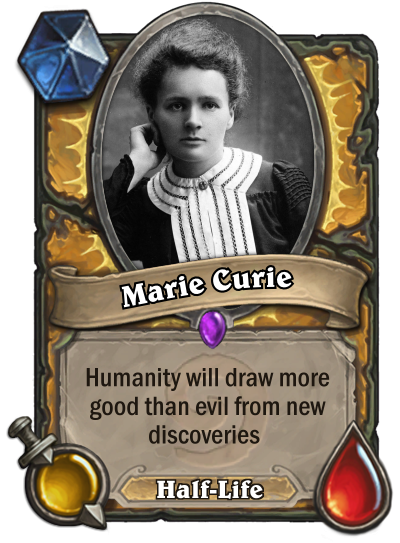 Marie Curie
Humanity will draw more
good than evil from new
discoveries
Half-Life